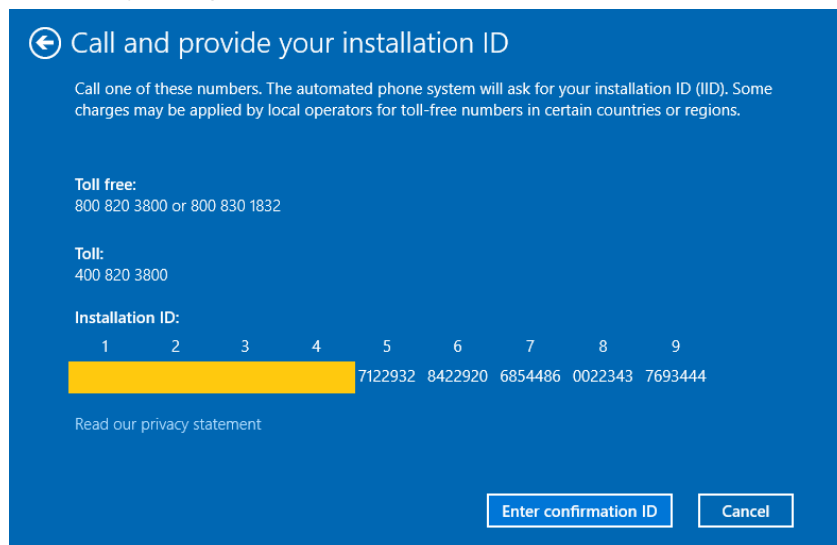 Call and provide your installation ID
Call one of these numbers. The automated phone system will ask for your installation ID (IID). Some
charges may be applied by local operators for toll-free numbers in certain countries or regions.
Toll free:
800 820 3800 or 800 830 1832
Toll:
400 820 3800
Installation ID:
1 2 3 4 5 6 7 8 9
7122932 8422920 6854486 0022343 7693444
Read our privacy statement
Enter confirmation ID Cancel